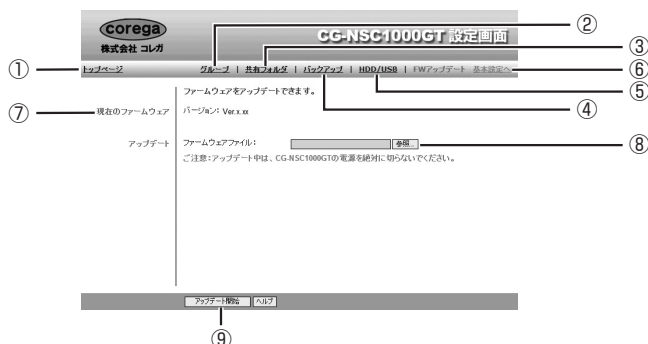 ②
corega
CG-NSC1000GT 設定画面
株式会社 コレガ
③
①
トップページ
グループ | 共有フォルダ | バックアップ | HDD/USB | FWアップデート 基本設定へ
⑥
⑤
④
ファームウェアをアップデートできます。
⑦
現在のファームウェア
バージョン: Ver.x.xx
アップデート
ファームウェアファイル:
参照...
⑧
ご注意:アップデート中は、CG-NSC1000GTの電源を絶対に切らないでください。
アップデート開始
ヘルプ
⑨